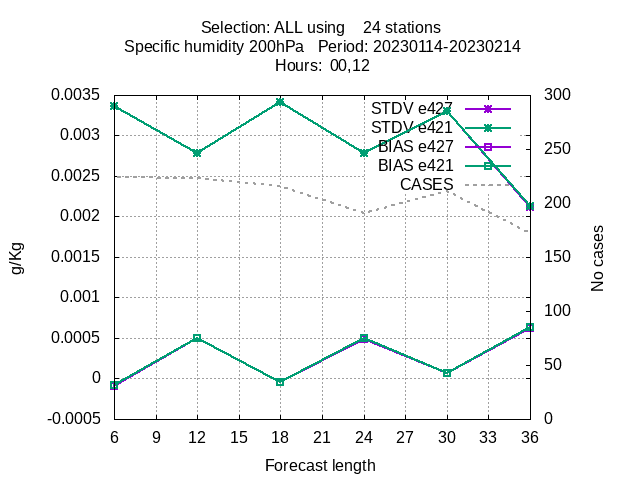 Selection: ALL using    24 stations
Specific humidity 200hPa   Period: 20230114-20230214
Hours:  00,12
STDV e427
STDV e421
BIAS e427
BIAS e421
CASES
0.0035
0.003
0.0025
0.002
0.0015
0.001
0.0005
0
-0.0005
g/Kg
300
250
200
150
100
50
0
No cases
6 9 12 15 18 21 24 27 30 33 36
Forecast length